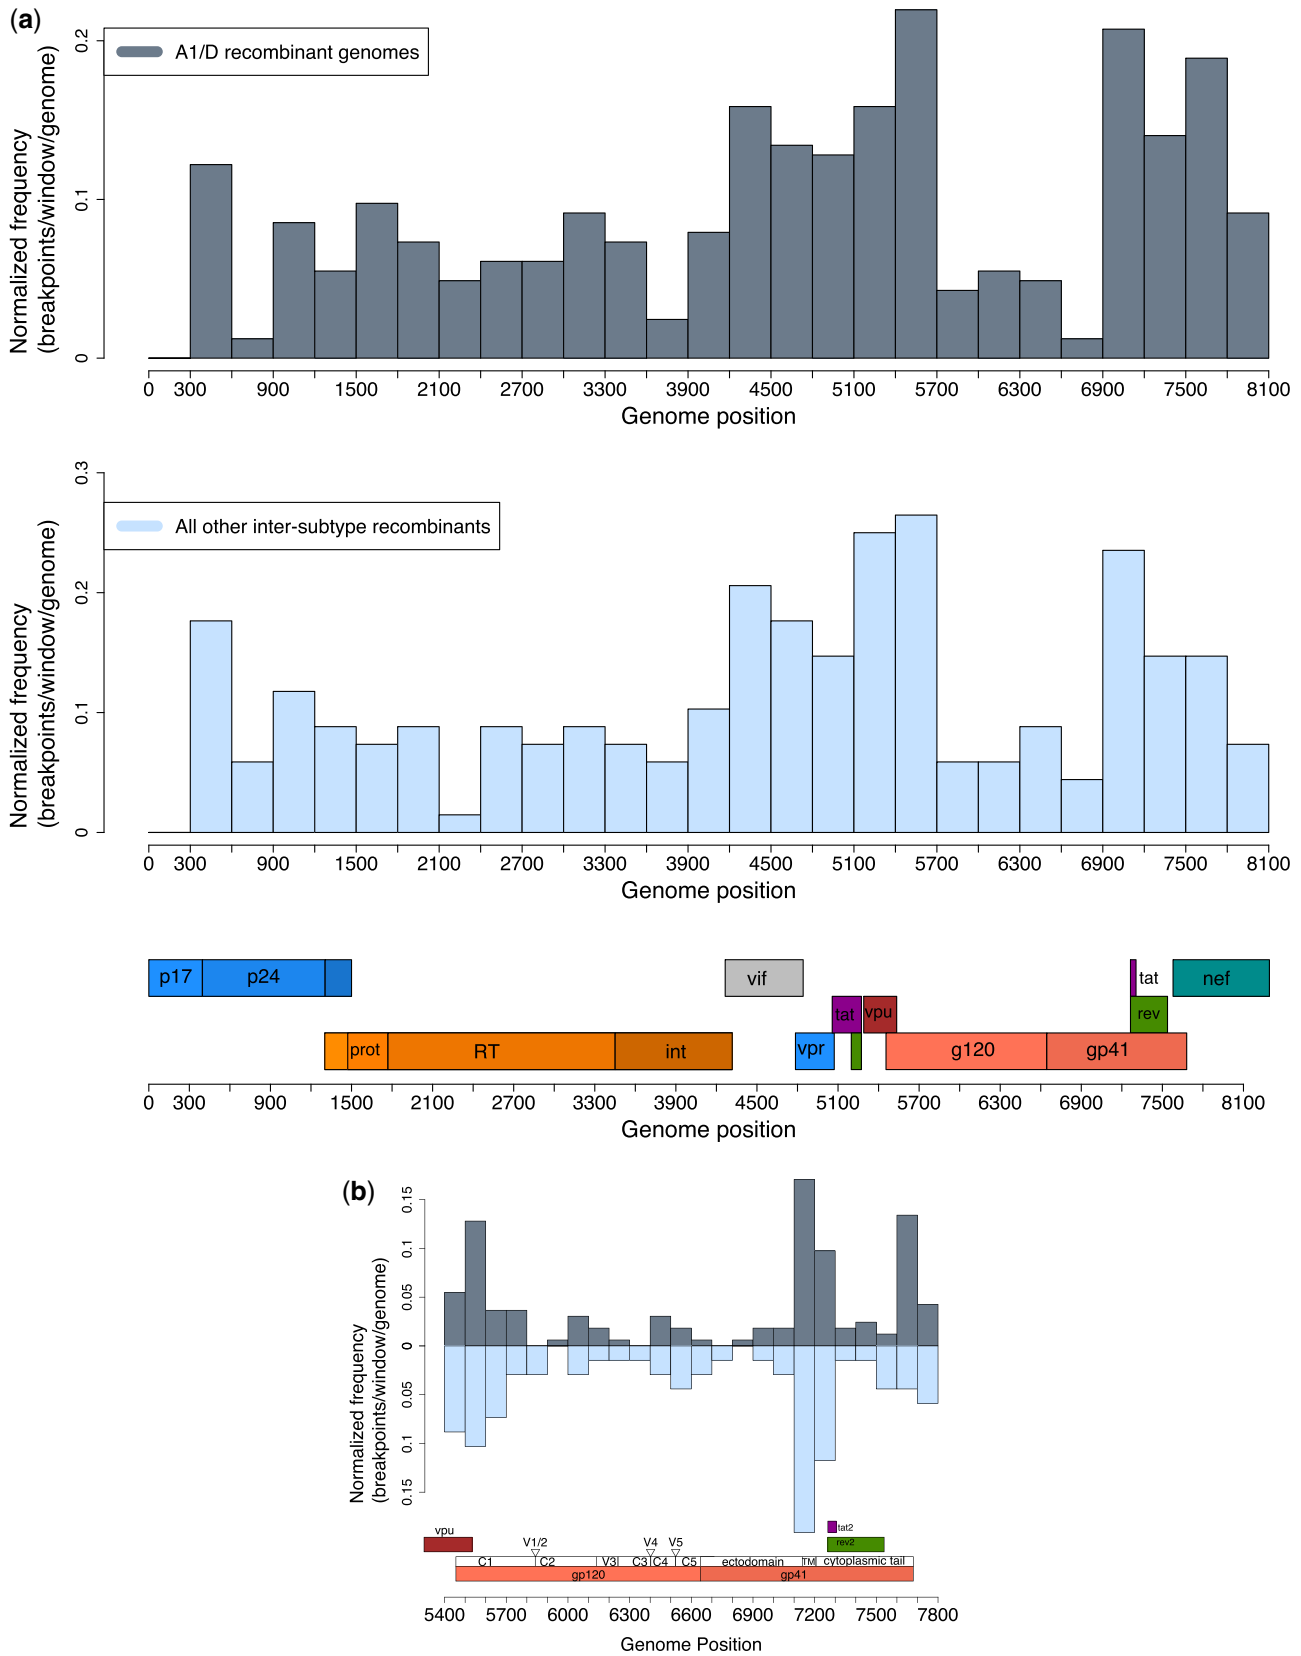 (a)
0.2
0.1
0
Normalized frequency
(breakpoints/window/genome)
A1/D recombinant genomes
0 300 900 1500 2100 2700 3300 3900 4500 5100 5700 6300 6900 7500 8100
Genome position
0.3
0.2
0.1
0
Normalized frequency
(breakpoints/window/genome)
All other inter-subtype recombinants
0 300 900 1500 2100 2700 3300 3900 4500 5100 5700 6300 6900 7500 8100
Genome position
p17 p24 vif tat nef
tat vpu rev
prot RT int vpr g120 gp41
0 300 900 1500 2100 2700 3300 3900 4500 5100 5700 6300 6900 7500 8100
Genome position
(b)
0.15
0.1
0.05
0
0.05
0.1
0.15
Normalized frequency
(breakpoints/window/genome)
tat2
vpu
V1/2 V4 V5 rev2
C1 C2 V3 C3 C4 C5 ectodomain TM cytoplasmic tail
gp120 gp41
5400 5700 6000 6300 6600 6900 7200 7500 7800
Genome Position